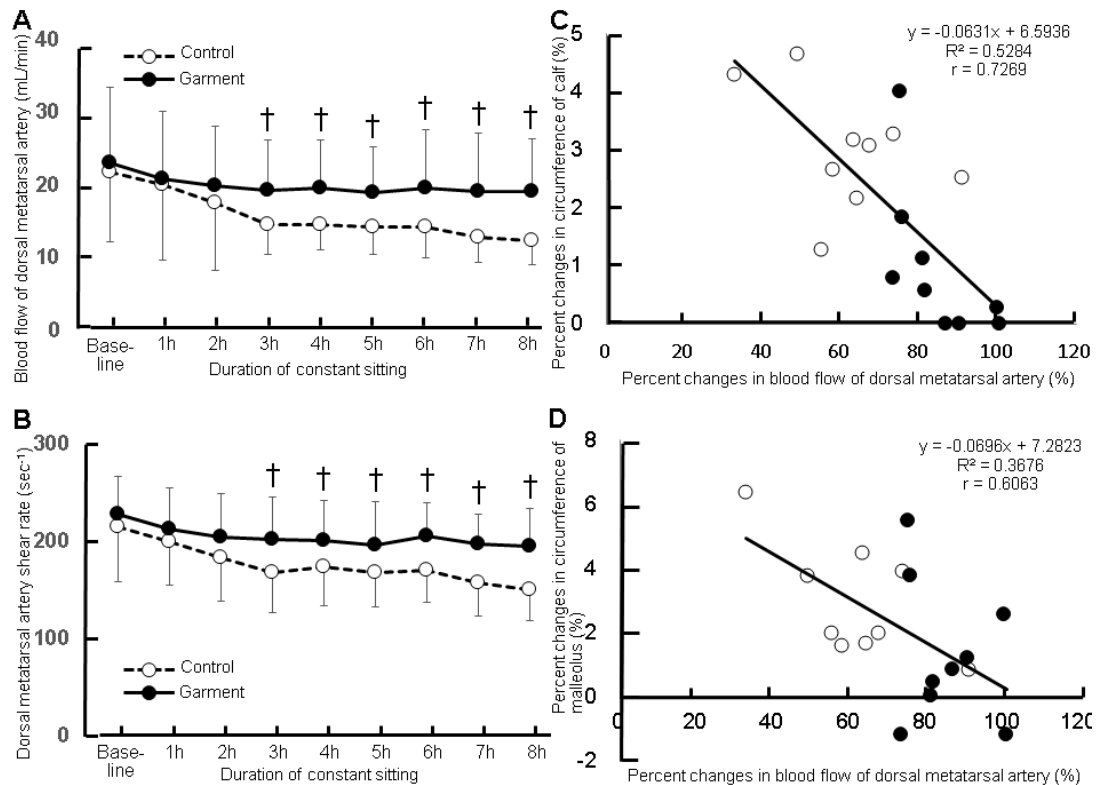 A
Blood flow of dorsal metatarsal artery (mL/min)
40
30
20
10
0
Control
Garment
† † † † † †
Base-
line
1h 2h 3h 4h 5h 6h 7h 8h
Duration of constant sitting
C
Percent changes in circumference of calf (%)
5
4
3
2
1
0
y = -0.0631x + 6.5936
R² = 0.5284
r = 0.7269
0 20 40 60 80 100 120
Percent changes in blood flow of dorsal metatarsal artery (%)
B
Dorsal metatarsal artery shear rate (sec⁻¹)
300
200
100
0
† † † † † †
Control
Garment
Base-
line
1h 2h 3h 4h 5h 6h 7h 8h
Duration of constant sitting
D
Percent changes in circumference of
malleolus (%)
8
6
4
2
0
-2
y = -0.0696x + 7.2823
R² = 0.3676
r = 0.6063
0 20 40 60 80 100 120
Percent changes in blood flow of dorsal metatarsal artery (%)